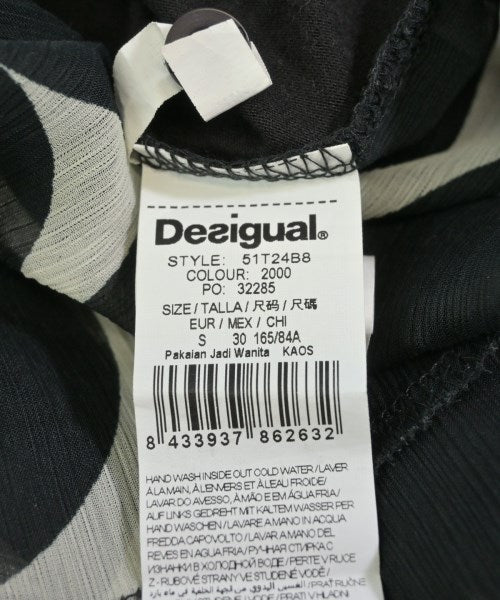 Desigual®
STYLE: 51T24B8
COLOUR: 2000
PO: 32285
SIZE / TALLA / 尺码 / 尺碼
EUR / MEX / CHI
S 30 165/84A
Pakaian Jadi Wanita KAOS
8 433937 862632
HAND WASH INSIDE OUT COLD WATER / LAVER
À LA MAIN, À L'ENVERS ET À L'EAU FROIDE /
LAVAR DO AVESSO, À MÃO E EM ÁGUA FRIA /
AUF LINKS GEDREHT MIT KALTEM WASSER PER
HAND WASCHEN / LAVARE A MANO IN ACQUA
FREDDA CAPOVOLTO / LAVAR A MANO DEL
REVES EN AGUA FRIA / РУЧНАЯ СТИРКА С
ИЗНАНКИ В ХОЛОДНОЙ ВОДЕ / PERTE V RUCE
Z - RUBOVÉ STRANY VE STUDENÉ VODĚ /